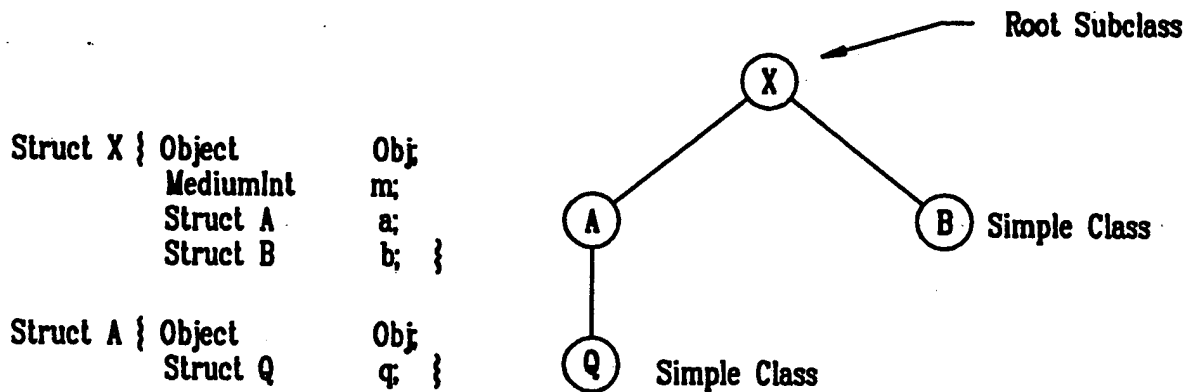 Root Subclass
X
Struct X { Object Obj;
MediumInt m;
Struct A a;
Struct B b; }
A
B Simple Class
Struct A { Object Obj;
Struct Q q; }
Q Simple Class